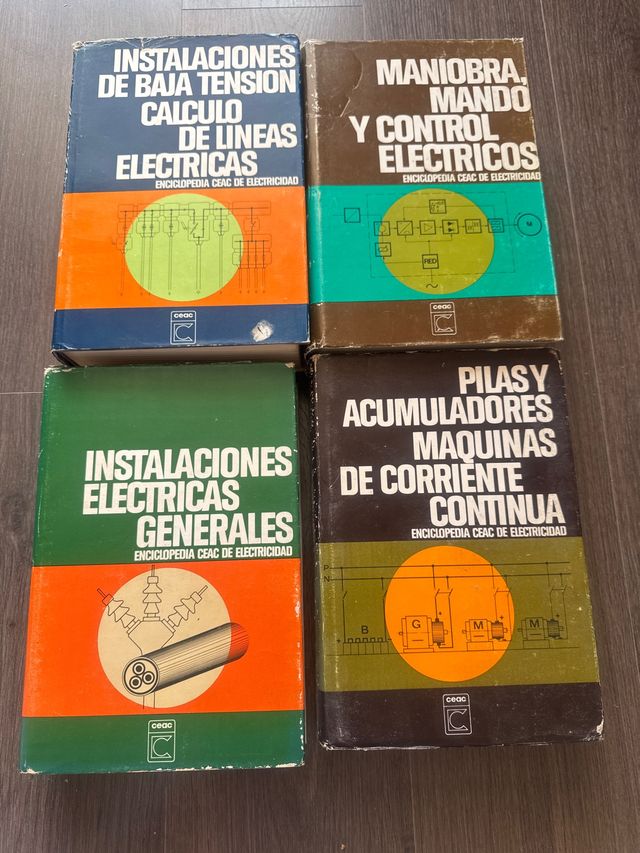 INSTALACIONES
DE BAJA TENSION
CALCULO
DE LINEAS
ELECTRICAS
ENCICLOPEDIA CEAC DE ELECTRICIDAD
ceac
MANIOBRA,
MANDO
Y CONTROL
ELECTRICOS
ENCICLOPEDIA CEAC DE ELECTRICIDAD
M
RED
ceac
INSTALACIONES
ELECTRICAS
GENERALES
ENCICLOPEDIA CEAC DE ELECTRICIDAD
ceac
PILAS Y
ACUMULADORES
MAQUINAS
DE CORRIENTE
CONTINUA
ENCICLOPEDIA CEAC DE ELECTRICIDAD
P
N
B G M M
ceac